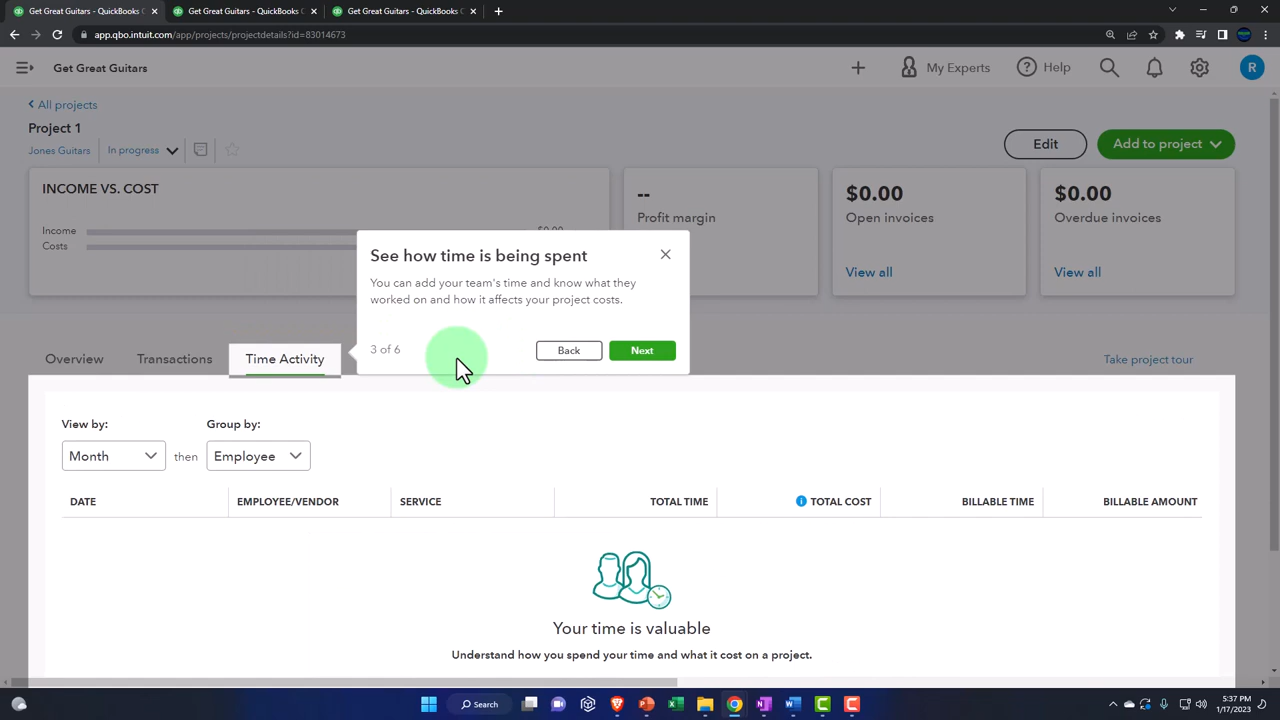 Get Great Guitars - QuickBooks C
Get Great Guitars - QuickBooks O
Get Great Guitars - QuickBooks C
app.qbo.intuit.com/app/projects/projectdetails?id=83014673
Get Great Guitars
My Experts
Help
R
All projects
Project 1
Jones Guitars
In progress
Edit
Add to project
INCOME VS. COST
Income
$0.00
Costs
--
Profit margin
$0.00
Open invoices
View all
$0.00
Overdue invoices
View all
See how time is being spent
You can add your team's time and know what they
worked on and how it affects your project costs.
3 of 6
Back
Next
Overview
Transactions
Time Activity
Take project tour
View by:
Group by:
Month
then
Employee
DATE
EMPLOYEE/VENDOR
SERVICE
TOTAL TIME
TOTAL COST
BILLABLE TIME
BILLABLE AMOUNT
Your time is valuable
Understand how you spend your time and what it cost on a project.
Search
5:37 PM
1/17/2023